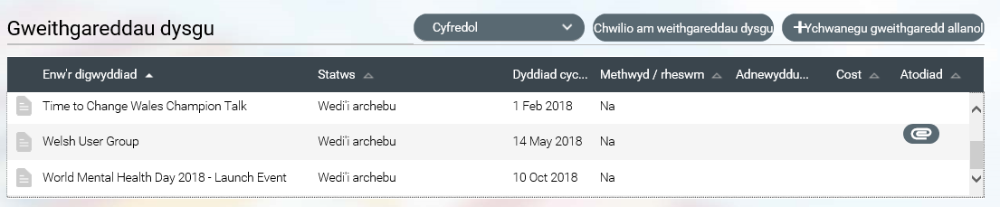 Gweithgareddau dysgu
Cyfredol
Chwilio am weithgareddau dysgu
+Ychwanegu gweithgaredd allanol
Enw'r digwyddiad Statws Dyddiad cyc... Methwyd / rheswm Adnewyddu... Cost Atodiad
Time to Change Wales Champion Talk Wedi'i archebu 1 Feb 2018 Na
Welsh User Group Wedi'i archebu 14 May 2018 Na
World Mental Health Day 2018 - Launch Event Wedi'i archebu 10 Oct 2018 Na